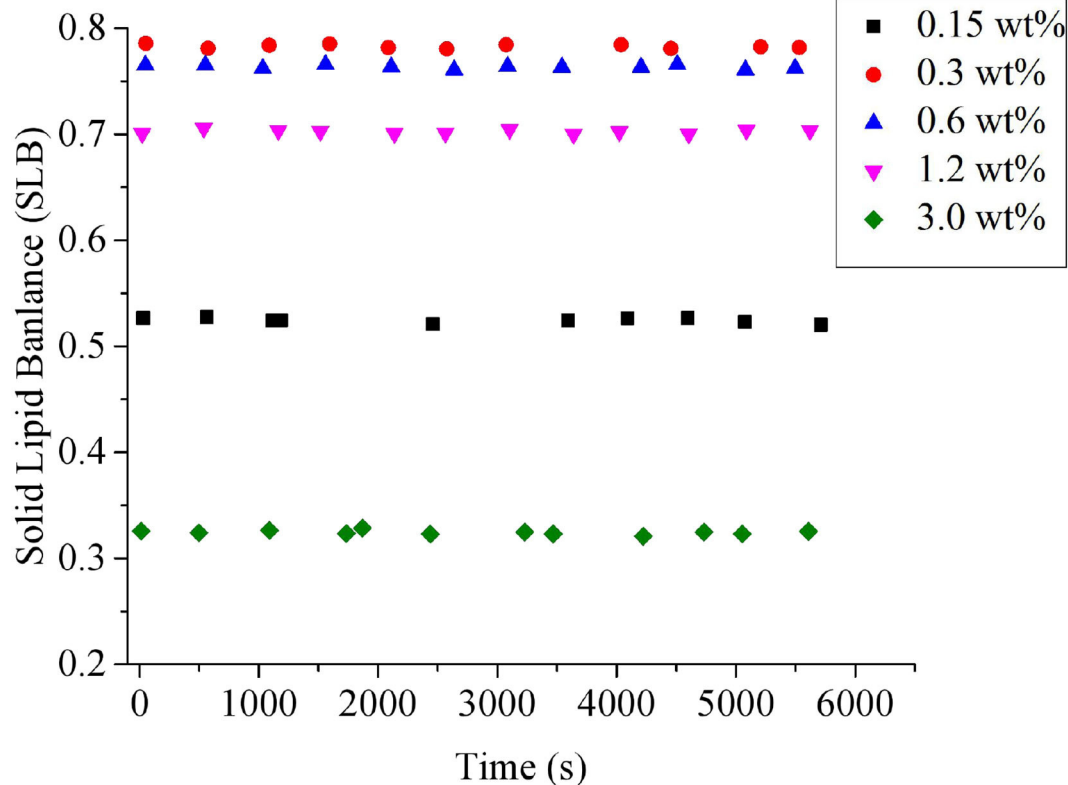 0.8
0.7
0.6
0.5
0.4
0.3
0.2
Solid Lipid Banlance (SLB)
0 1000 2000 3000 4000 5000 6000
Time (s)
0.15 wt%
0.3 wt%
0.6 wt%
1.2 wt%
3.0 wt%